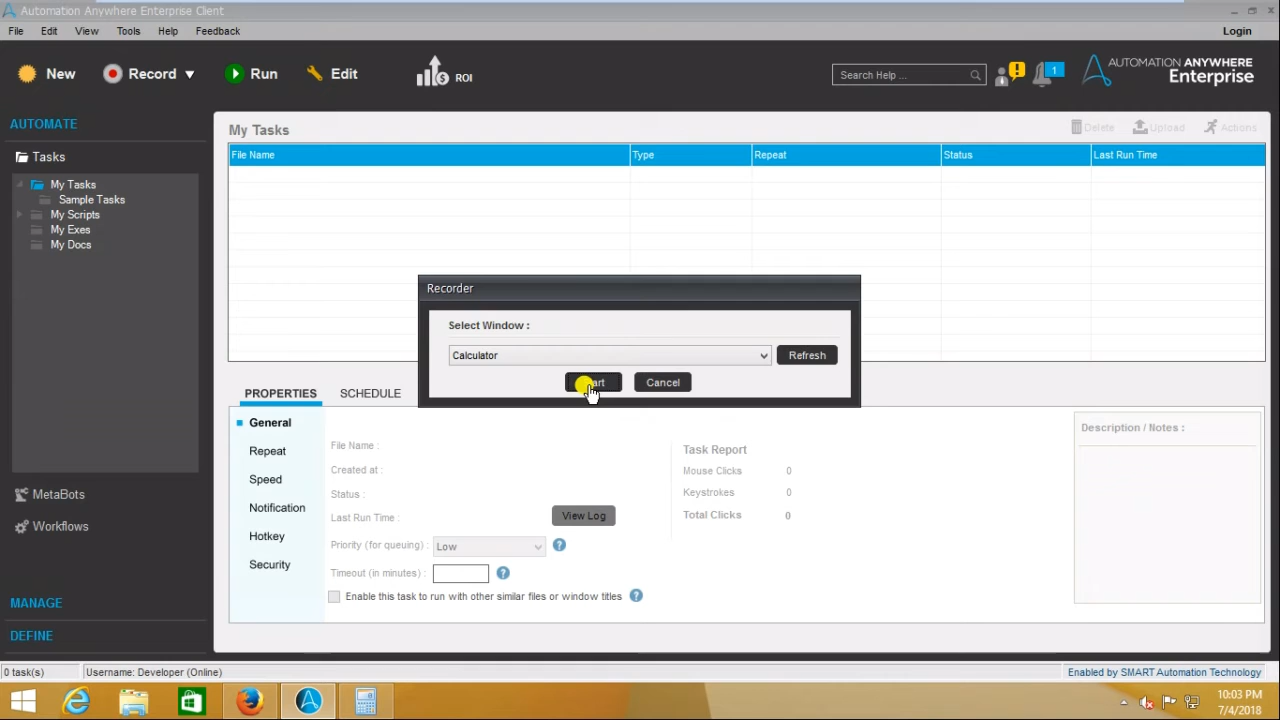 Automation Anywhere Enterprise Client
File Edit View Tools Help Feedback Login
New Record Run Edit ROI Search Help ... 1 AUTOMATION ANYWHERE
Enterprise
AUTOMATE
Tasks
My Tasks
Sample Tasks
My Scripts
My Exes
My Docs
MetaBots
Workflows
MANAGE
DEFINE
My Tasks Delete Upload Actions
File Name Type Repeat Status Last Run Time
Recorder
Select Window :
Calculator Refresh
Cancel
PROPERTIES SCHEDULE
General
Repeat
Speed
Notification
Hotkey
Security
File Name :
Created at :
Status :
Last Run Time : View Log
Priority (for queuing) : Low ?
Timeout (in minutes) : ?
Enable this task to run with other similar files or window titles ?
Task Report
Mouse Clicks 0
Keystrokes 0
Total Clicks 0
Description / Notes :
0 task(s) Username: Developer (Online) Enabled by SMART Automation Technology
10:03 PM
7/4/2018